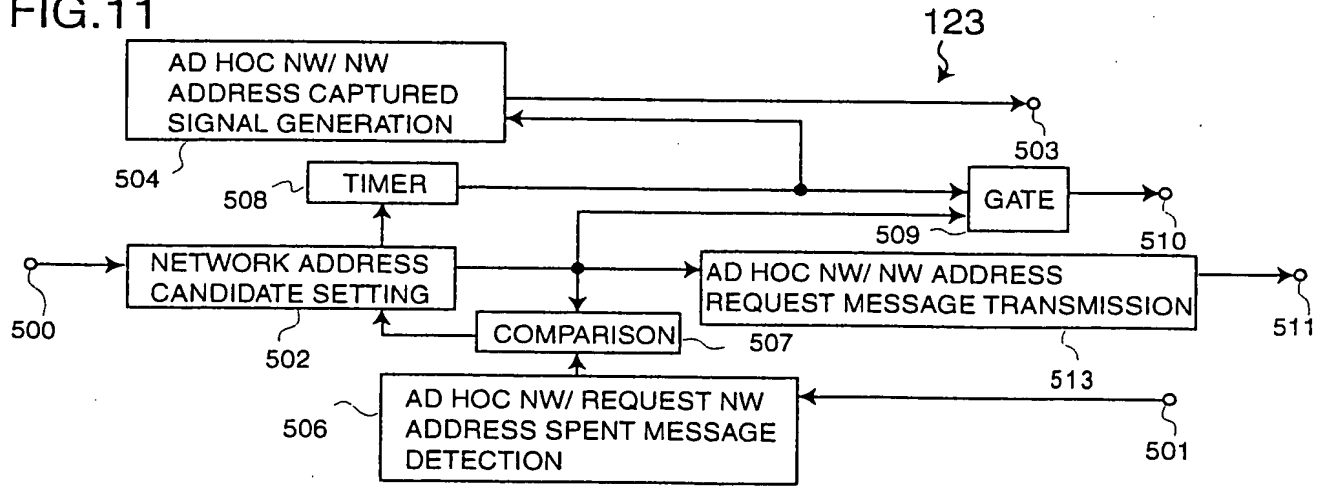 FIG.11
123
AD HOC NW/ NW
ADDRESS CAPTURED
SIGNAL GENERATION
504
503
TIMER
508
GATE
509
510
NETWORK ADDRESS
CANDIDATE SETTING
500
502
AD HOC NW/ NW ADDRESS
REQUEST MESSAGE TRANSMISSION
511
513
COMPARISON
507
AD HOC NW/ REQUEST NW
ADDRESS SPENT MESSAGE
DETECTION
506
501